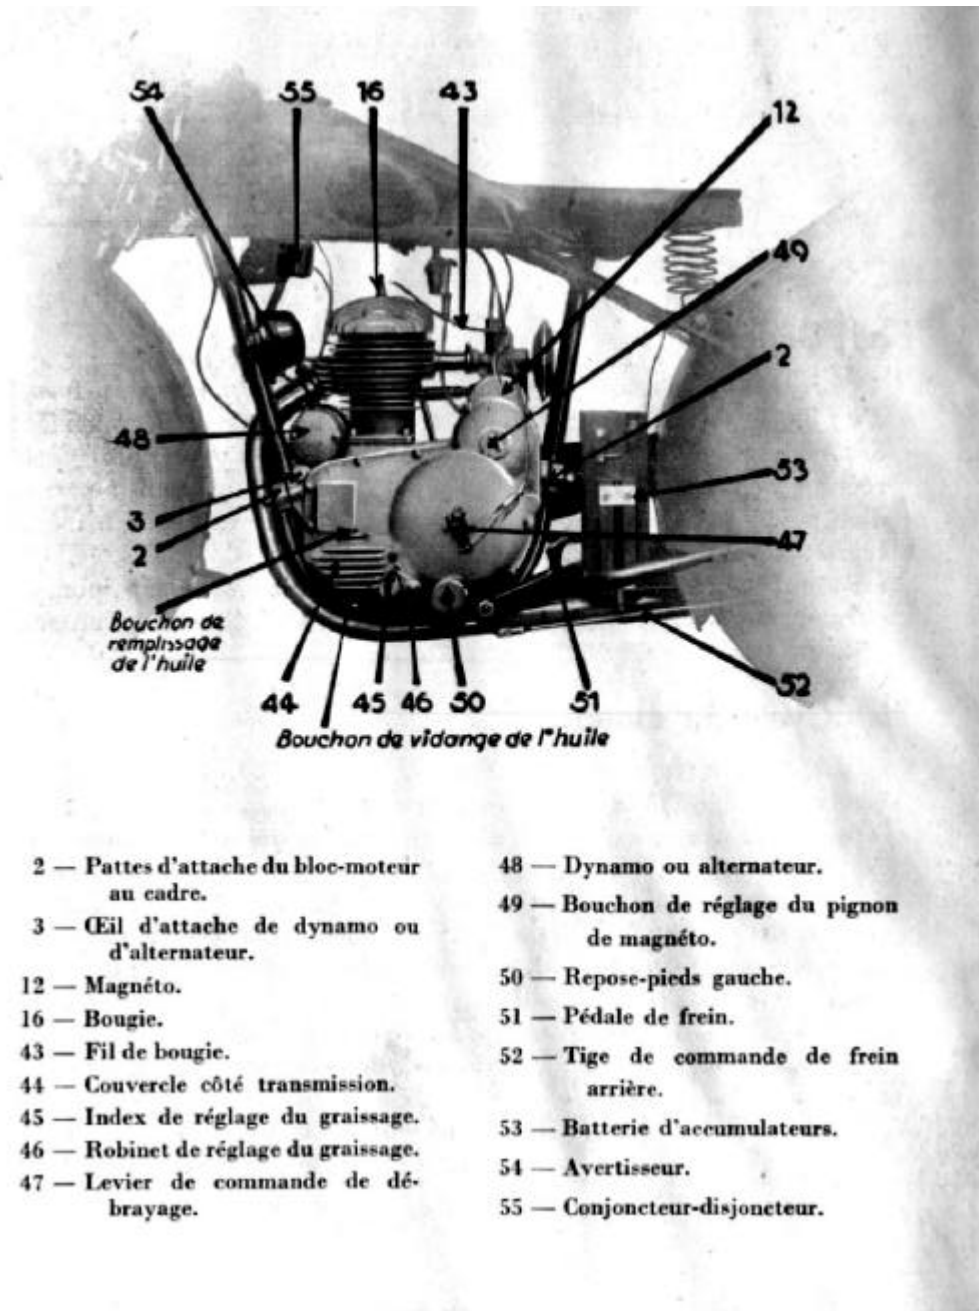 54 55 16 43
12
49
2
48
53
3
47
2
Bouchon de
remplissage
de l'huile
52
44 45 46 50 51
Bouchon de vidange de l'huile
2 — Pattes d'attache du bloc-moteur
au cadre.
3 — Œil d'attache de dynamo ou
d'alternateur.
12 — Magnéto.
16 — Bougie.
43 — Fil de bougie.
44 — Couvercle côté transmission.
45 — Index de réglage du graissage.
46 — Robinet de réglage du graissage.
47 — Levier de commande de dé-
brayage.
48 — Dynamo ou alternateur.
49 — Bouchon de réglage du pignon
de magnéto.
50 — Repose-pieds gauche.
51 — Pédale de frein.
52 — Tige de commande de frein
arrière.
53 — Batterie d'accumulateurs.
54 — Avertisseur.
55 — Conjoncteur-disjoncteur.